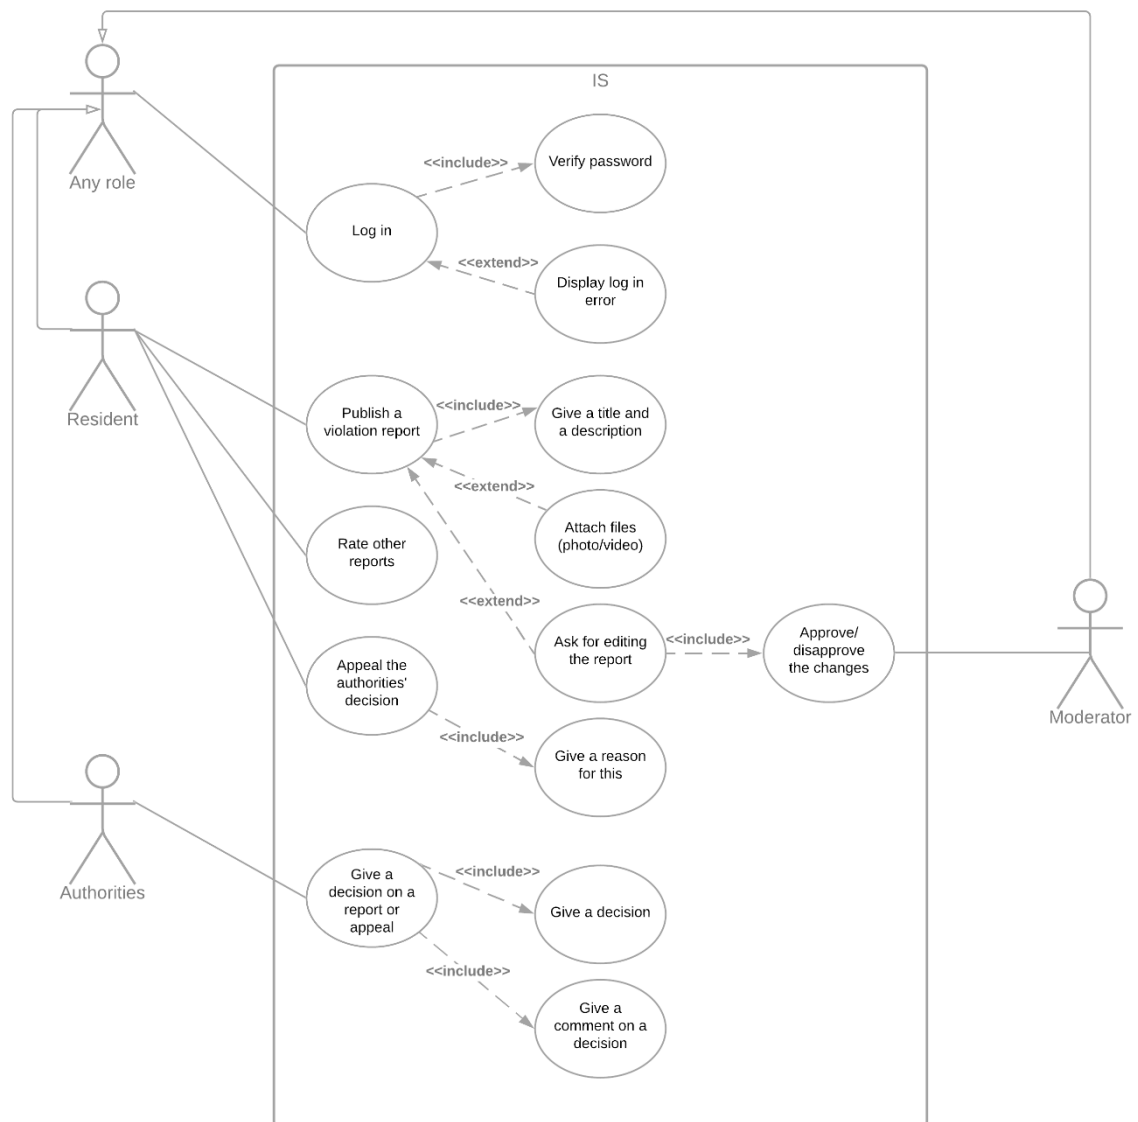 IS
Any role
<<include>>
Verify password
Log in
<<extend>>
Display log in
error
Resident
Publish a
violation report
<<include>>
Give a title and
a description
<<extend>>
Attach files
(photo/video)
Rate other
reports
<<extend>>
Ask for editing
the report
<<include>>
Approve/
disapprove
the changes
Moderator
Appeal the
authorities'
decision
<<include>>
Give a reason
for this
Authorities
Give a
decision on a
report or
appeal
<<include>>
Give a decision
<<include>>
Give a
comment on a
decision